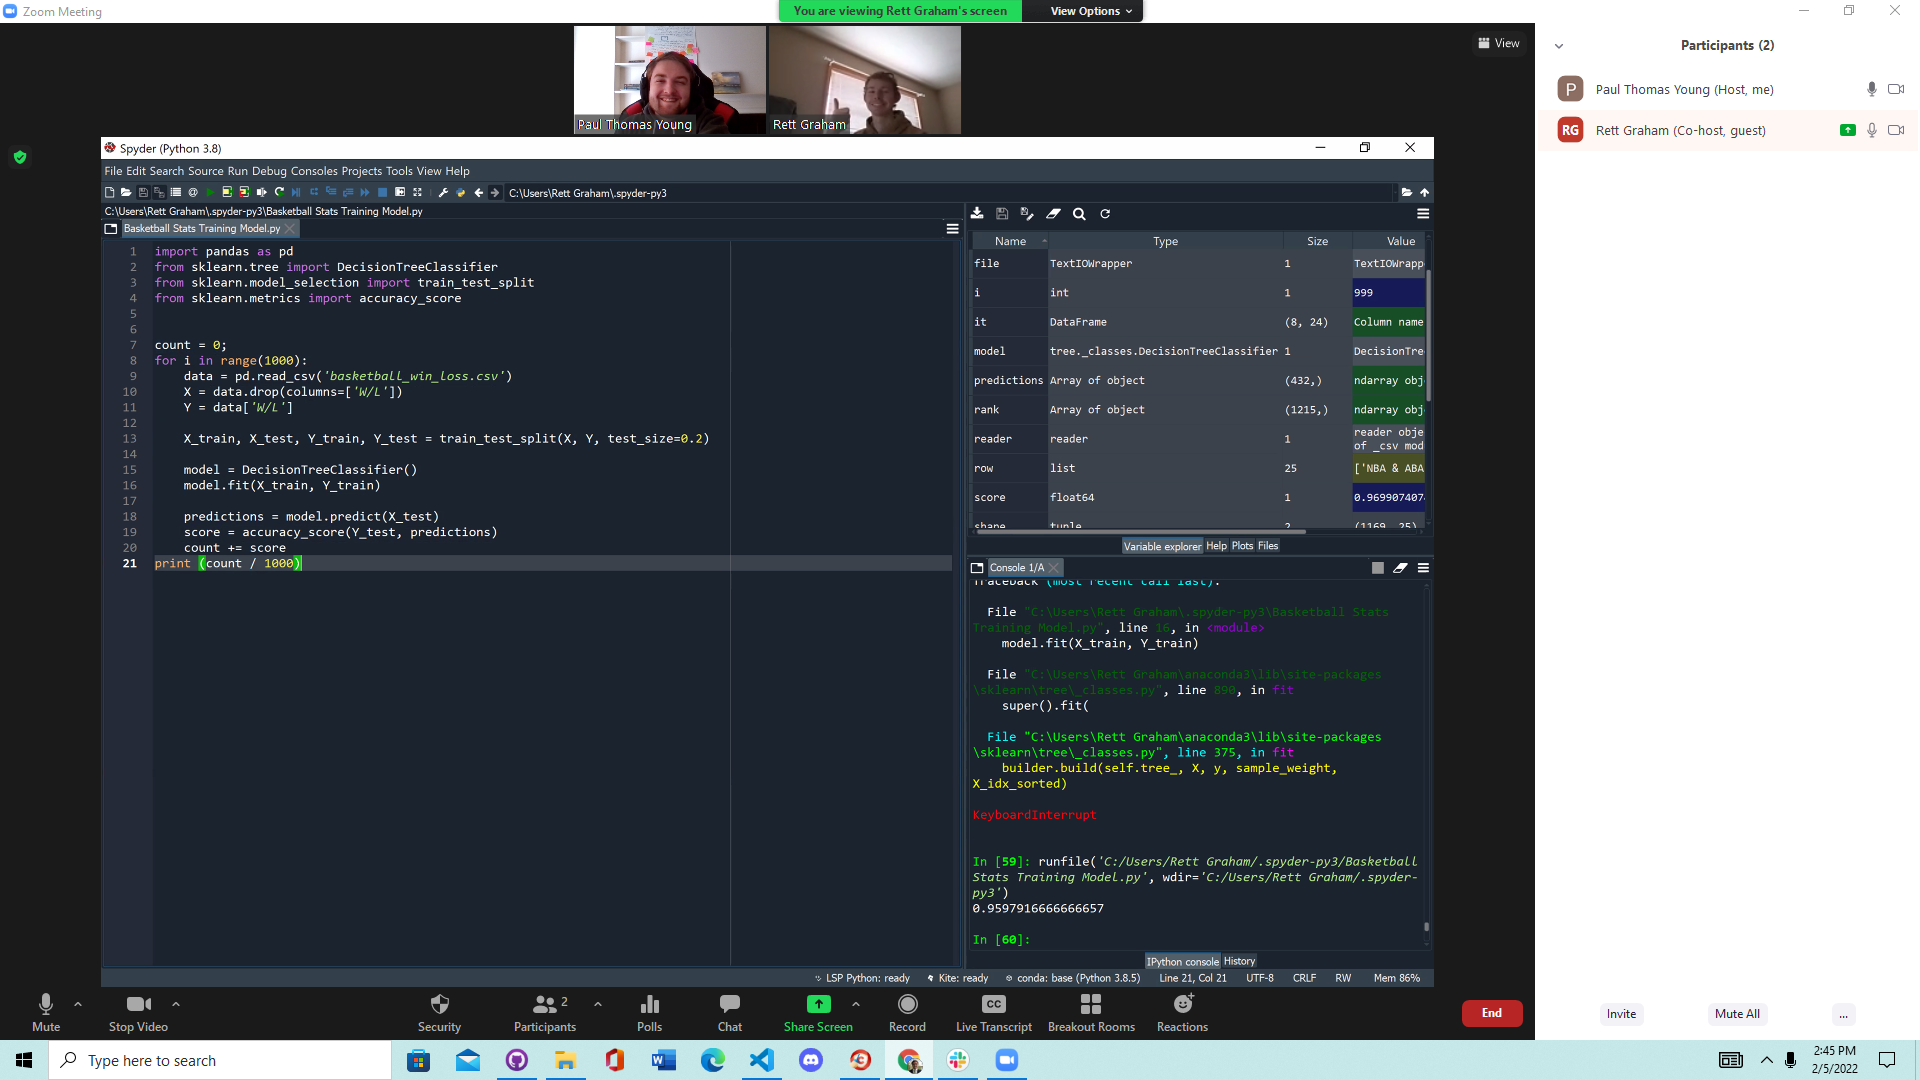 Zoom Meeting
You are viewing Rett Graham's screen
View Options
View
Paul Thomas Young
Rett Graham
Participants (2)
P
Paul Thomas Young (Host, me)
RG
Rett Graham (Co-host, guest)
Spyder (Python 3.8)
File Edit Search Source Run Debug Consoles Projects Tools View Help
C:\Users\Rett Graham\.spyder-py3
C:\Users\Rett Graham\.spyder-py3\Basketball Stats Training Model.py
Basketball Stats Training Model.py
1 import pandas as pd
2 from sklearn.tree import DecisionTreeClassifier
3 from sklearn.model_selection import train_test_split
4 from sklearn.metrics import accuracy_score
5
6
7 count = 0;
8 for i in range(1000):
9 data = pd.read_csv('basketball_win_loss.csv')
10 X = data.drop(columns=['W/L'])
11 Y = data['W/L']
12
13 X_train, X_test, Y_train, Y_test = train_test_split(X, Y, test_size=0.2)
14
15 model = DecisionTreeClassifier()
16 model.fit(X_train, Y_train)
17
18 predictions = model.predict(X_test)
19 score = accuracy_score(Y_test, predictions)
20 count += score
21 print (count / 1000)
Name Type Size Value
file TextIOWrapper 1 TextIOWrapp
i int 1 999
it DataFrame (8, 24) Column name
model tree._classes.DecisionTreeClassifier 1 DecisionTre
predictions Array of object (432,) ndarray obj
rank Array of object (1215,) ndarray obj
reader reader 1 reader obje
of _csv mod
row list 25 ['NBA & ABA
score float64 1 0.969907407
shape tuple 2 (1169, 25)
Variable explorer Help Plots Files
Console 1/A
Traceback (most recent call last):
File "C:\Users\Rett Graham\.spyder-py3\Basketball Stats
Training Model.py", line 16, in <module>
model.fit(X_train, Y_train)
File "C:\Users\Rett Graham\anaconda3\lib\site-packages
\sklearn\tree\_classes.py", line 890, in fit
super().fit(
File "C:\Users\Rett Graham\anaconda3\lib\site-packages
\sklearn\tree\_classes.py", line 375, in fit
builder.build(self.tree_, X, y, sample_weight,
X_idx_sorted)
KeyboardInterrupt
In [59]: runfile('C:/Users/Rett Graham/.spyder-py3/Basketball
Stats Training Model.py', wdir='C:/Users/Rett Graham/.spyder-
py3')
0.9597916666666657
In [60]:
IPython console History
LSP Python: ready Kite: ready conda: base (Python 3.8.5) Line 21, Col 21 UTF-8 CRLF RW Mem 86%
Mute
Stop Video
Security
2
Participants
Polls
Chat
Share Screen
Record
CC
Live Transcript
Breakout Rooms
Reactions
End
Invite
Mute All
...
Type here to search
2:45 PM
2/5/2022